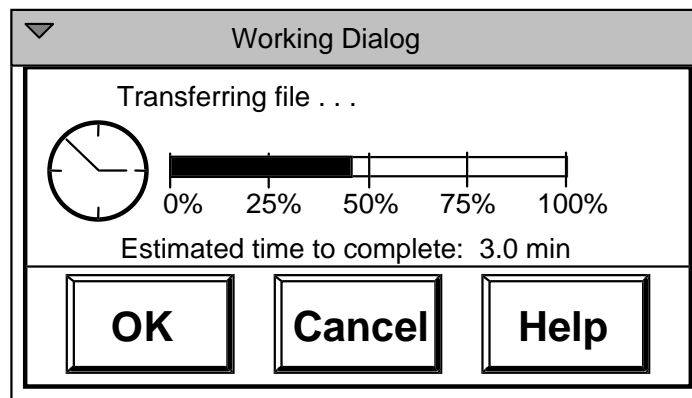 Working Dialog
Transferring file . . .
0% 25% 50% 75% 100%
Estimated time to complete: 3.0 min
OK Cancel Help